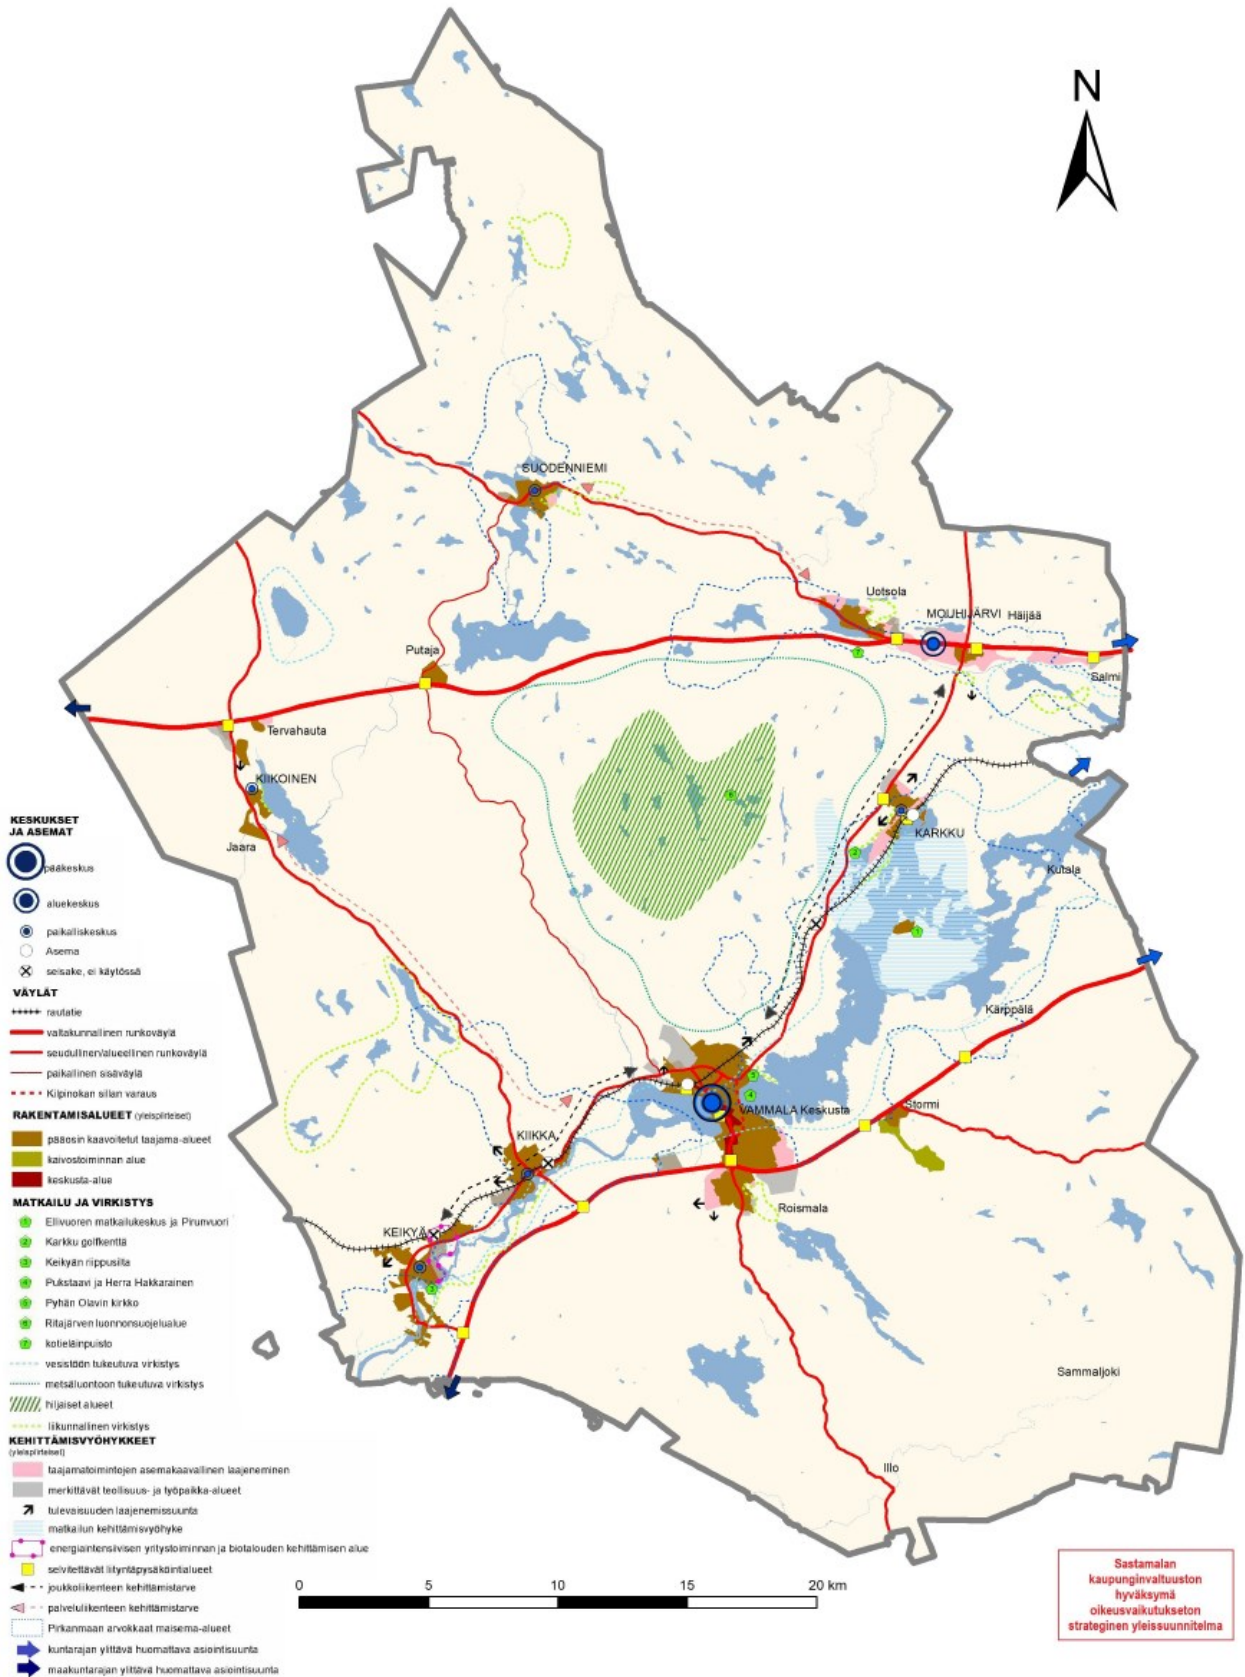 N
SUODENNIEMI
Uotsola
MOUHIJÄRVI Häijää
Putaja
Salmi
Tervahauta
KIIKOINEN
Jaara
KARKKU
Kutala
Kärppälä
Stormi
VAMMALA Keskusta
KIIKKA
Roismala
KEIKYÄ
Sammaljoki
Illo
KESKUKSET
JA ASEMAT
pääkeskus
aluekeskus
paikalliskeskus
Asema
seisake, ei käytössä
VÄYLÄT
rautatie
valtakunnallinen runkoväylä
seudullinen/alueellinen runkoväylä
paikallinen sisäväylä
Kilpinokan sillan varaus
RAKENTAMISALUEET (yleispiirteiset)
pääosin kaavoitetut taajama-alueet
kaivostoiminnan alue
keskusta-alue
MATKAILU JA VIRKISTYS
1 Ellivuoren matkailukeskus ja Pirunvuori
2 Karkku golfkenttä
3 Keikyän riippusilta
4 Pukstaavi ja Herra Hakkarainen
5 Pyhän Olavin kirkko
6 Ritajärven luonnonsuojelualue
7 kotieläinpuisto
vesistöön tukeutuva virkistys
metsäluontoon tukeutuva virkistys
hiljaiset alueet
liikunnallinen virkistys
KEHITTÄMISVYÖHYKKEET
(yleispiirteiset)
taajamatoimintojen asemakaavallinen laajeneminen
merkittävät teollisuus- ja työpaikka-alueet
tulevaisuuden laajenemissuunta
matkailun kehittämisvyöhyke
energiaintensiivisen yritystoiminnan ja biotalouden kehittämisen alue
selvitettävät liityntäpysäköintialueet
joukkoliikenteen kehittämistarve
palveluliikenteen kehittämistarve
Pirkanmaan arvokkaat maisema-alueet
kuntarajan ylittävä huomattava asiointisuunta
maakuntarajan ylittävä huomattava asiointisuunta
0 5 10 15 20 km
Sastamalan
kaupunginvaltuuston
hyväksymä
oikeusvaikutukseton
strateginen yleissuunnitelma